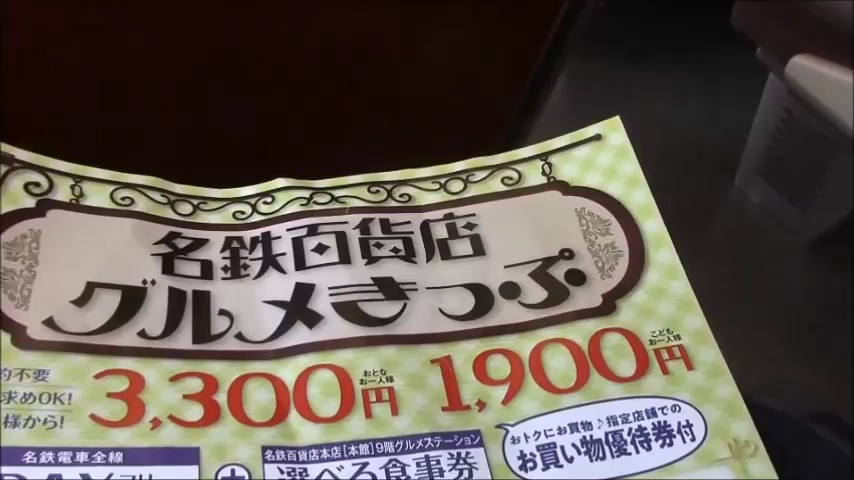 名鉄百貨店
グルメきっぷ
約不要
求めOK!
様から!
3,300円
おとな
お一人様
1,900円
こども
お一人様
おトクにお買物♪指定店舗での
お買い物優待券付
名鉄電車全線
+
名鉄百貨店本店[本館]9階グルメステーション
選べる食事券